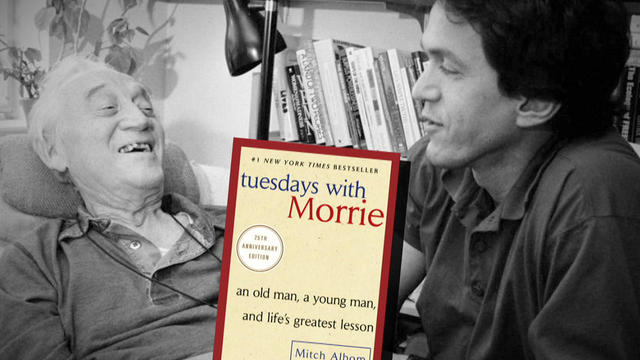 #1 NEW YORK TIMES BESTSELLER
tuesdays with
Morrie
25TH
ANNIVERSARY
EDITION
an old man, a young man,
and life's greatest lesson
Mitch Albom